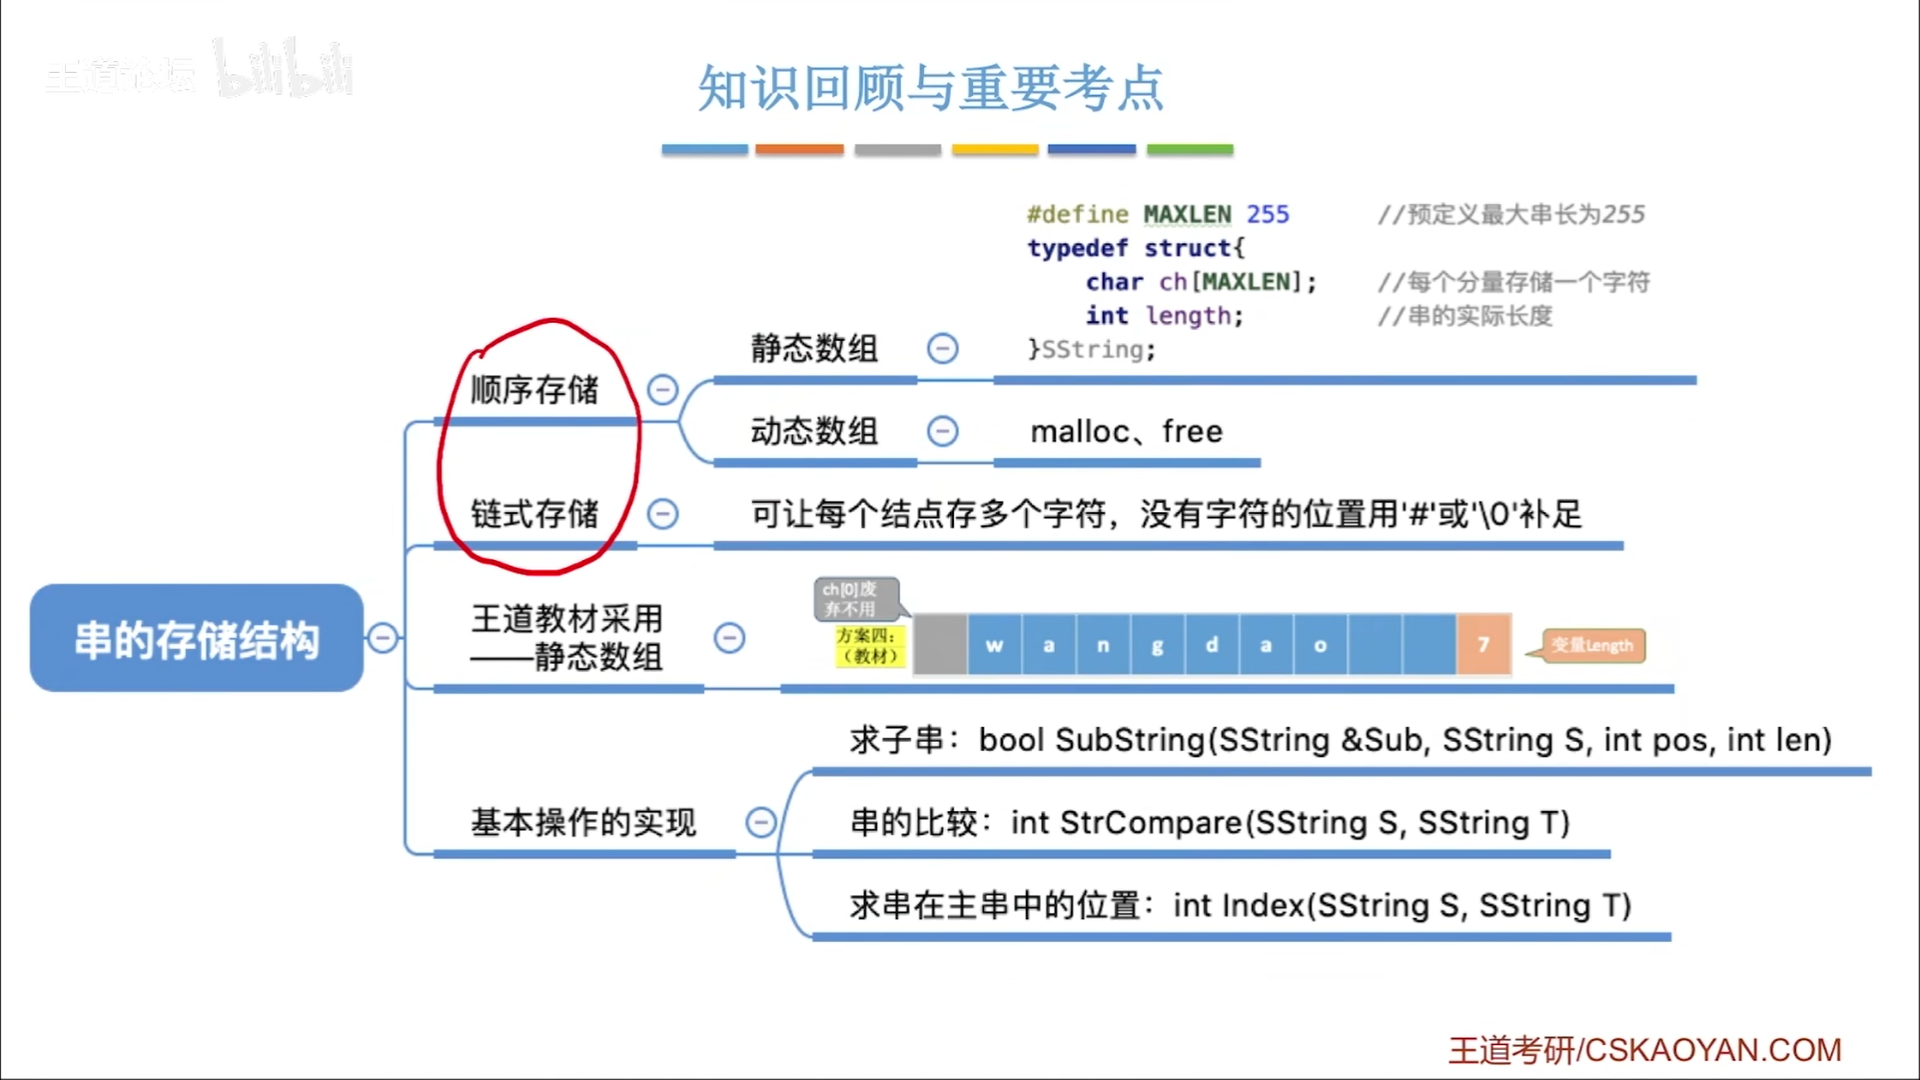 王道论坛 bilibili
知识回顾与重要考点
#define MAXLEN 255 //预定义最大串长为255
typedef struct{
char ch[MAXLEN]; //每个分量存储一个字符
int length; //串的实际长度
}SString;
静态数组
顺序存储
动态数组
malloc、free
链式存储
可让每个结点存多个字符，没有字符的位置用'#'或'\0'补足
串的存储结构
王道教材采用
——静态数组
ch[0]废
弃不用
方案四：
（教材）
w a n g d a o 7
变量Length
基本操作的实现
求子串：bool SubString(SString &Sub, SString S, int pos, int len)
串的比较：int StrCompare(SString S, SString T)
求串在主串中的位置：int Index(SString S, SString T)
王道考研/CSKAOYAN.COM